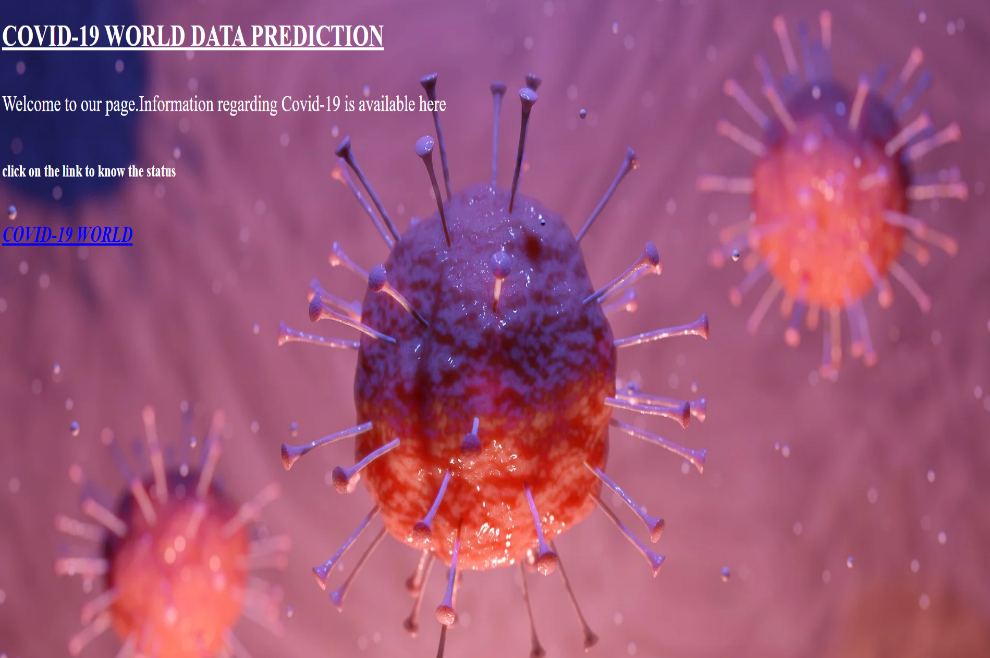 COVID-19 WORLD DATA PREDICTION
Welcome to our page.Information regarding Covid-19 is available here
click on the link to know the status
COVID-19 WORLD